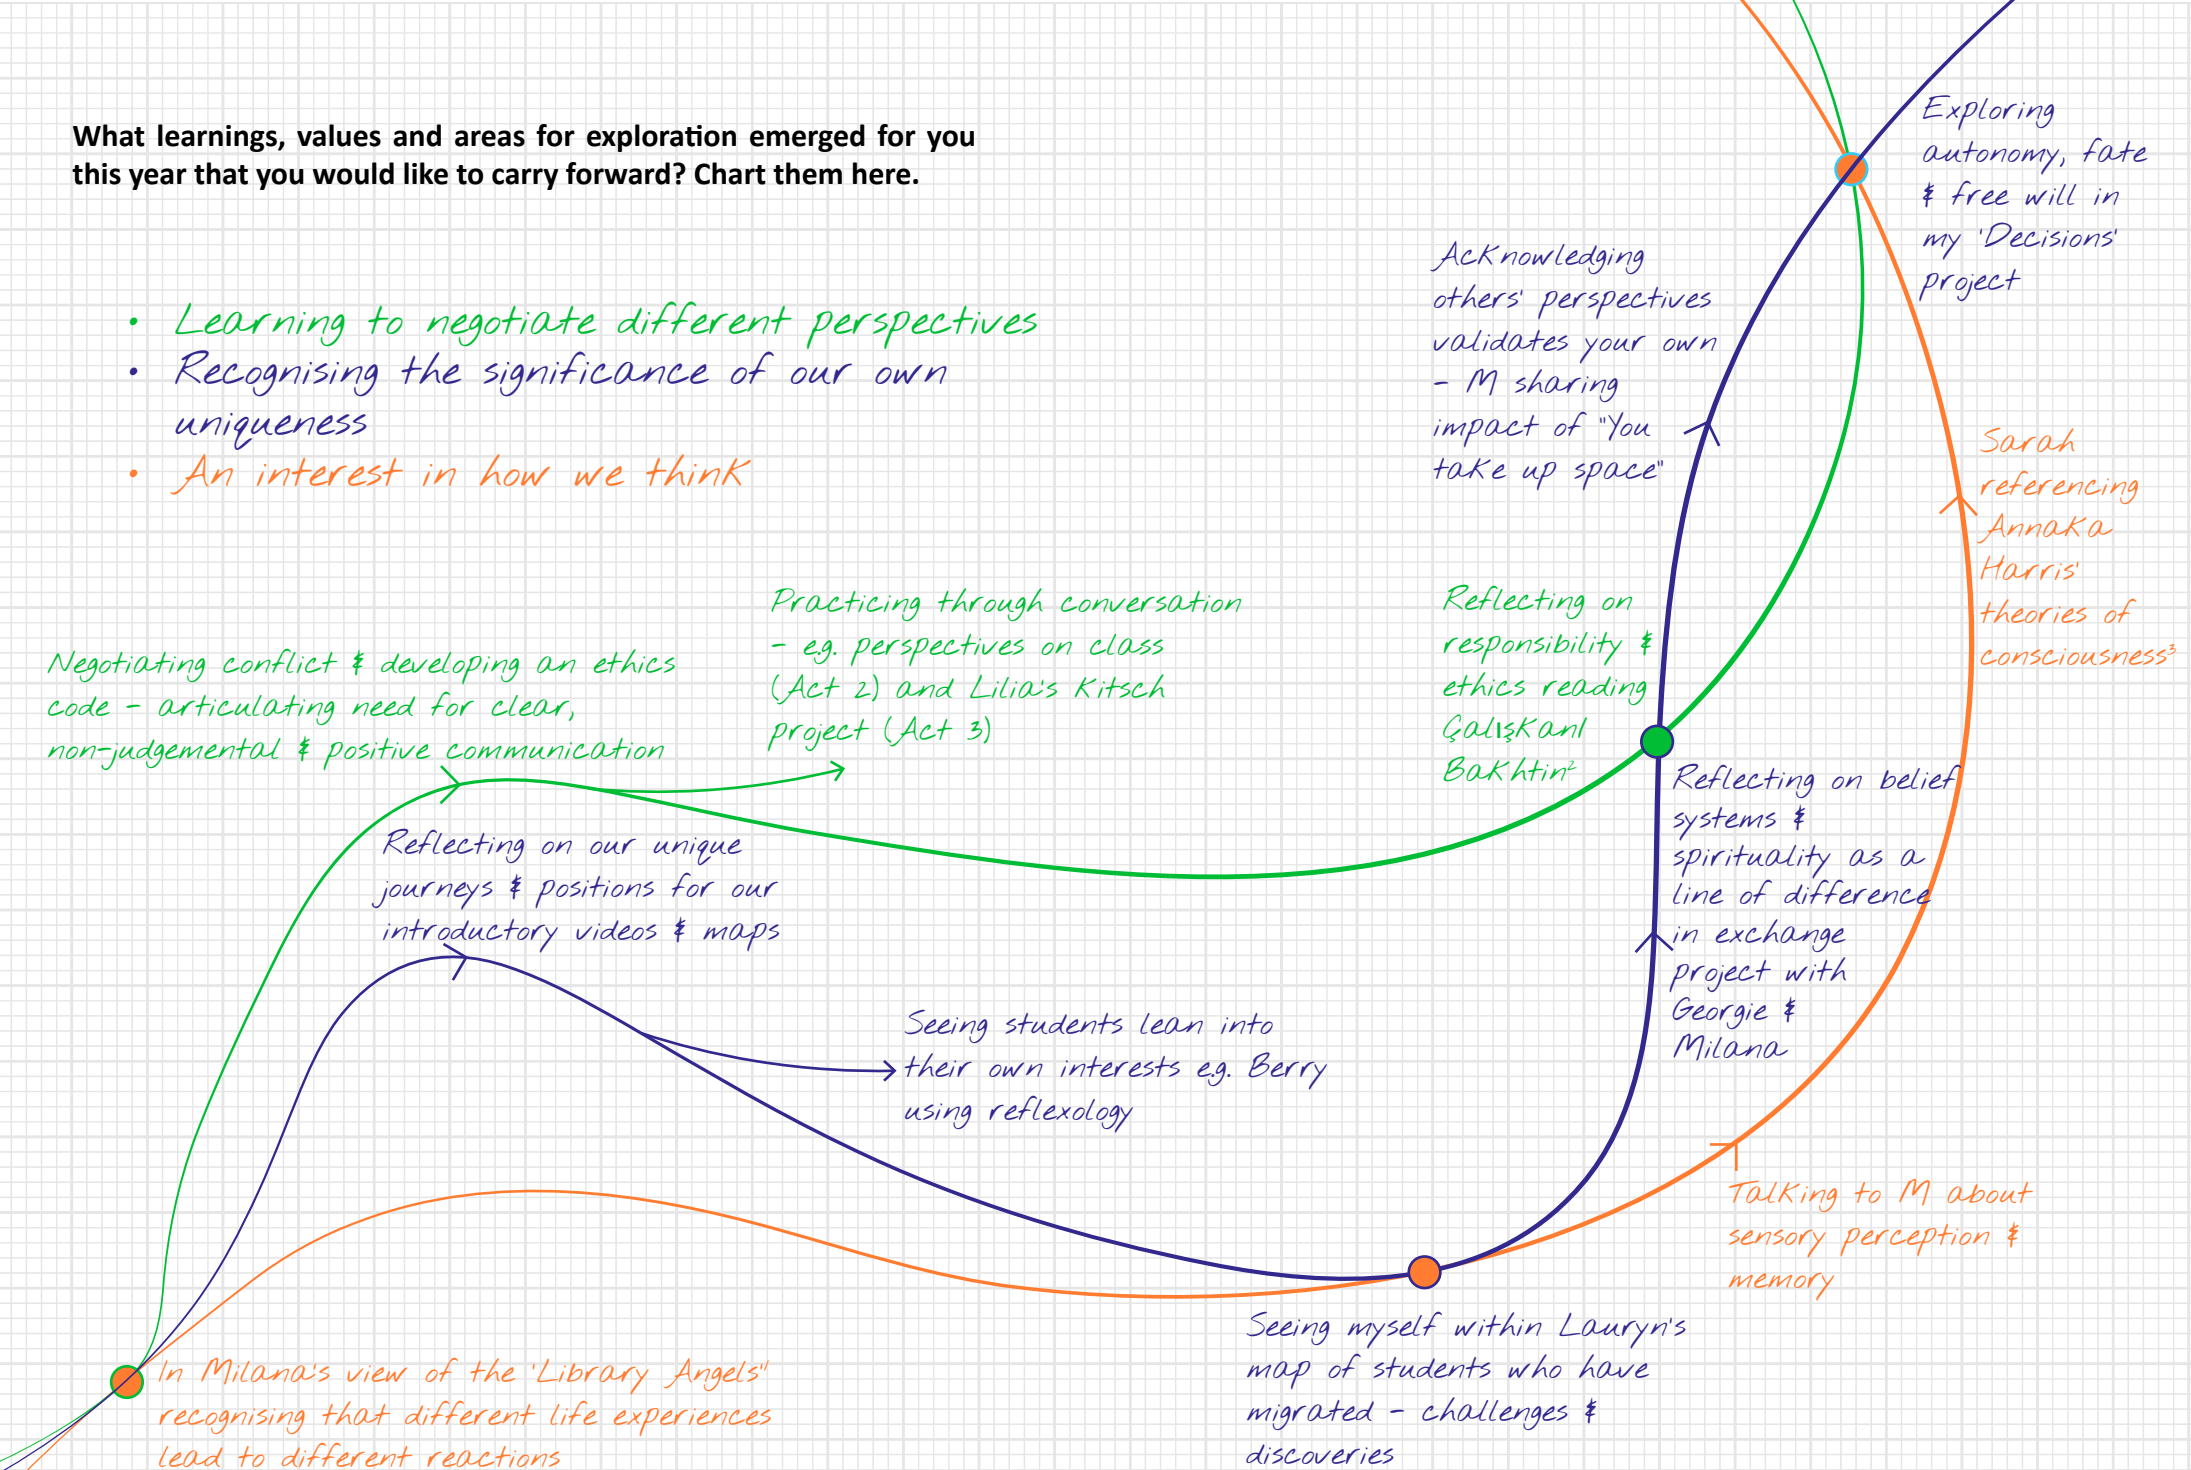 What learnings, values and areas for exploration emerged for you
this year that you would like to carry forward? Chart them here.
• Learning to negotiate different perspectives
• Recognising the significance of our own
uniqueness
• An interest in how we think
Negotiating conflict & developing an ethics
code - articulating need for clear,
non-judgemental & positive communication
Practicing through conversation
- e.g. perspectives on class
(Act 2) and Lilia's Kitsch
project (Act 3)
Reflecting on our unique
journeys & positions for our
introductory videos & maps
Seeing students lean into
their own interests e.g. Berry
using reflexology
In Milana's view of the 'Library Angels"
recognising that different life experiences
lead to different reactions
Seeing myself within Lauryn's
map of students who have
migrated - challenges &
discoveries
Talking to M about
sensory perception &
memory
Reflecting on belief
systems &
spirituality as a
line of difference
in exchange
project with
Georgie &
Milana
Reflecting on
responsibility &
ethics reading
Çalışkanl
Bakhtin²
Acknowledging
others' perspectives
validates your own
- M sharing
impact of "You
take up space"
Sarah
referencing
Annaka
Harris'
theories of
consciousness³
Exploring
autonomy, fate
& free will in
my 'Decisions'
project